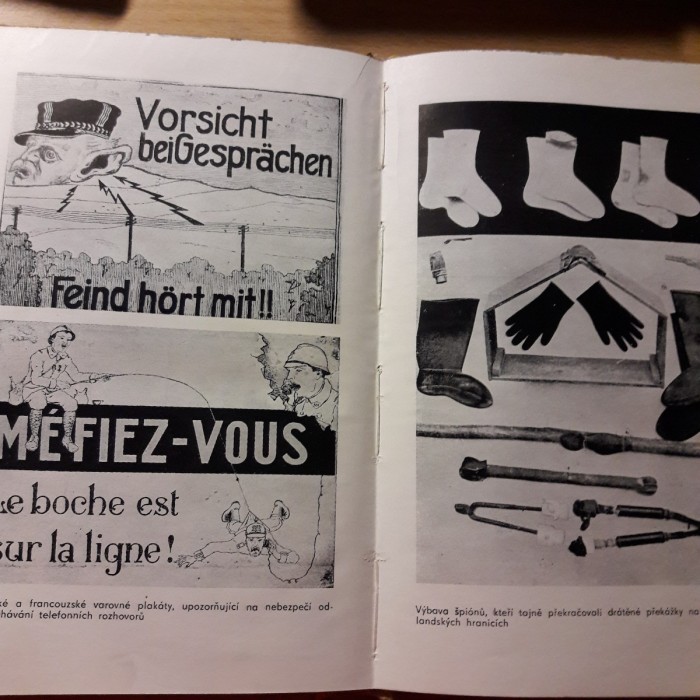 Vorsicht
beiGesprächen
Feind hört mit!!
MÉFIEZ-VOUS
Le boche est
sur la ligne!
ké a francouzské varovné plakáty, upozorňující na nebezpečí od-
hávání telefonních rozhovorů
Výbava špiónů, kteří tajně překračovali drátěné překážky na
landských hranicích